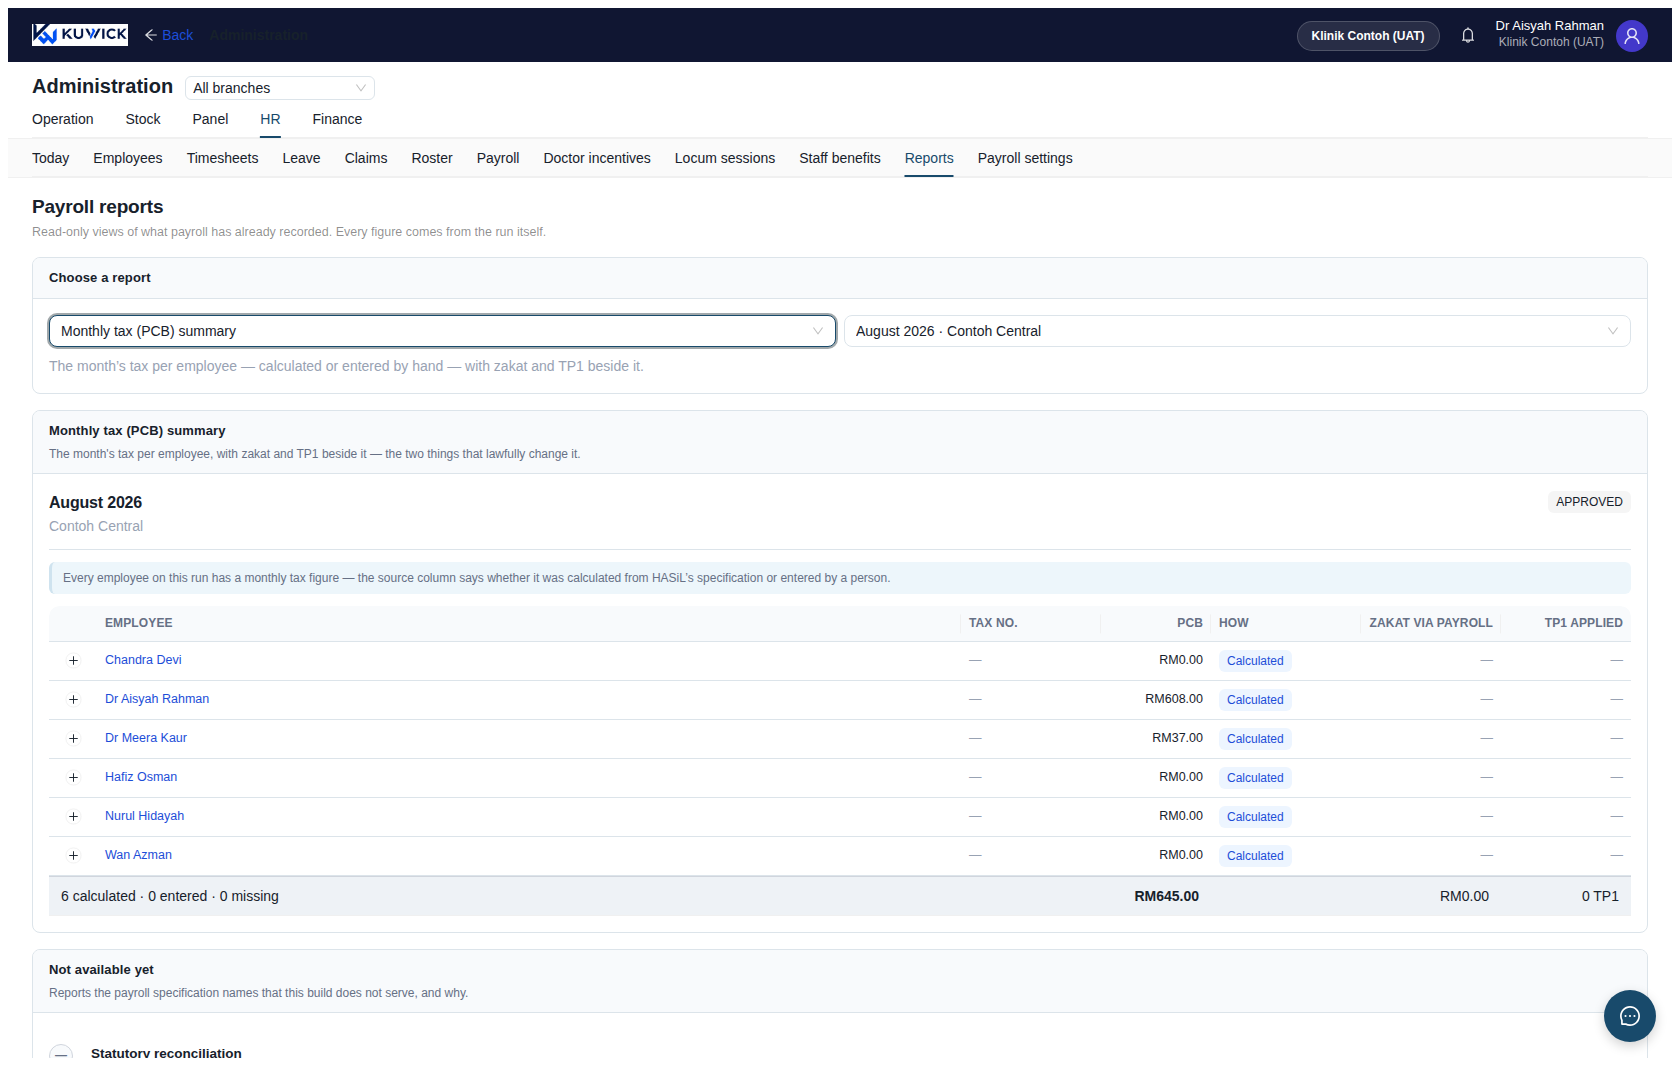 KUWICK
Back
Administration
Klinik Contoh (UAT)
Dr Aisyah Rahman
Klinik Contoh (UAT)
Administration
All branches
Operation Stock Panel HR Finance
Today Employees Timesheets Leave Claims Roster Payroll Doctor incentives Locum sessions Staff benefits Reports Payroll settings
Payroll reports
Read-only views of what payroll has already recorded. Every figure comes from the run itself.
Choose a report
Monthly tax (PCB) summary
August 2026 · Contoh Central
The month's tax per employee — calculated or entered by hand — with zakat and TP1 beside it.
Monthly tax (PCB) summary
The month's tax per employee, with zakat and TP1 beside it — the two things that lawfully change it.
August 2026
APPROVED
Contoh Central
Every employee on this run has a monthly tax figure — the source column says whether it was calculated from HASiL's specification or entered by a person.
EMPLOYEE TAX NO. PCB HOW ZAKAT VIA PAYROLL TP1 APPLIED
Chandra Devi — RM0.00 Calculated — —
Dr Aisyah Rahman — RM608.00 Calculated — —
Dr Meera Kaur — RM37.00 Calculated — —
Hafiz Osman — RM0.00 Calculated — —
Nurul Hidayah — RM0.00 Calculated — —
Wan Azman — RM0.00 Calculated — —
6 calculated · 0 entered · 0 missing RM645.00 RM0.00 0 TP1
Not available yet
Reports the payroll specification names that this build does not serve, and why.
Statutory reconciliation